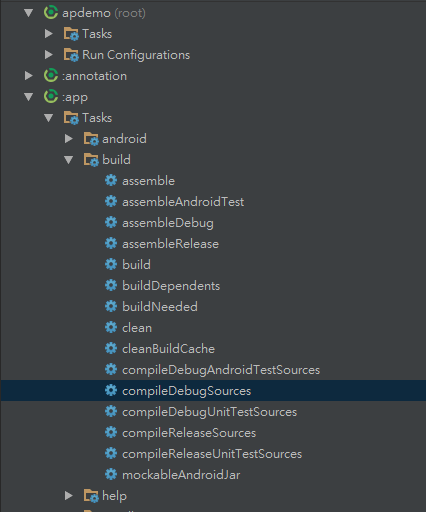 apdemo (root)
Tasks
Run Configurations
:annotation
:app
Tasks
android
build
assemble
assembleAndroidTest
assembleDebug
assembleRelease
build
buildDependents
buildNeeded
clean
cleanBuildCache
compileDebugAndroidTestSources
compileDebugSources
compileDebugUnitTestSources
compileReleaseSources
compileReleaseUnitTestSources
mockableAndroidJar
help